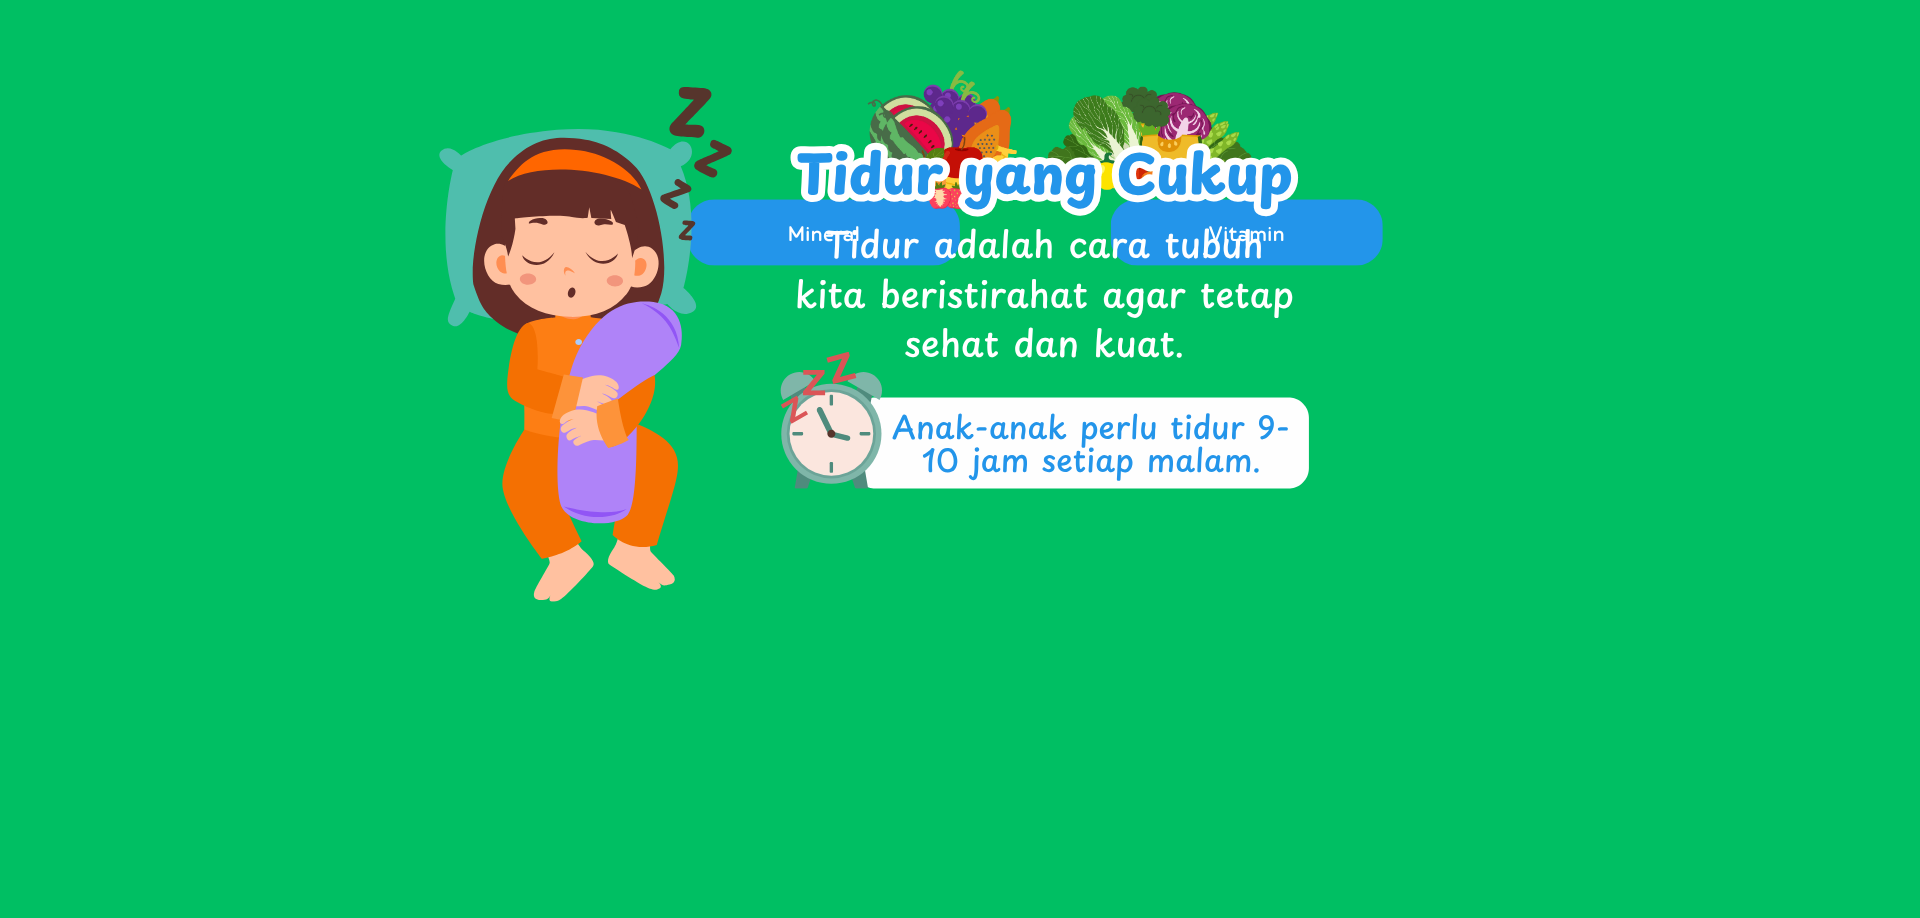 Z
Z
Z
Z
Tidur yang Cukup
Mineral
Vitamin
Tidur adalah cara tubuh
kita beristirahat agar tetap
sehat dan kuat.
Z
Z
Z
Anak-anak perlu tidur 9-
10 jam setiap malam.